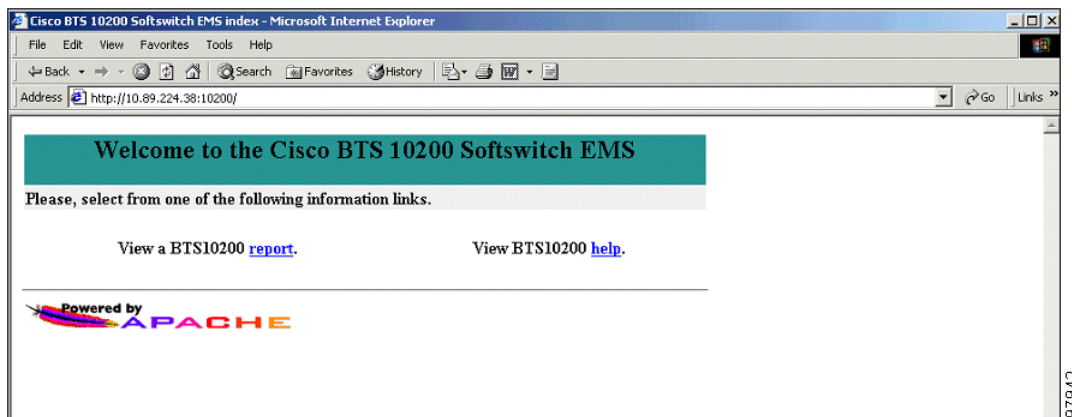 Cisco BTS 10200 Softswitch EMS index - Microsoft Internet Explorer
File Edit View Favorites Tools Help
Back Search Favorites History
Address http://10.89.224.38:10200/ Go Links »
Welcome to the Cisco BTS 10200 Softswitch EMS
Please, select from one of the following information links.
View a BTS10200 report. View BTS10200 help.
Powered by
APACHE
97942